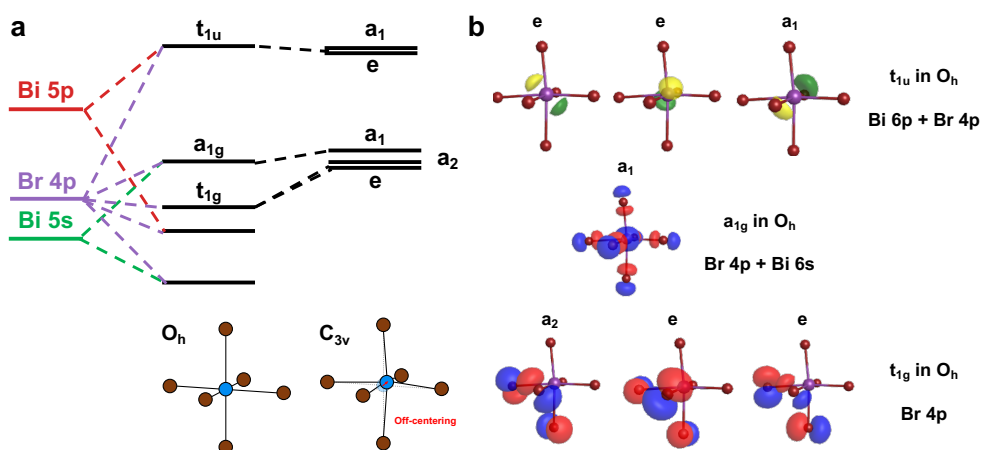 a
t1u
a1
e
Bi 5p
Br 4p
Bi 5s
a1g
a1
a2
t1g
e
Oh
C3v
Off-centering
b
e
e
a1
t1u in Oh
Bi 6p + Br 4p
a1
a1g in Oh
Br 4p + Bi 6s
a2
e
e
t1g in Oh
Br 4p